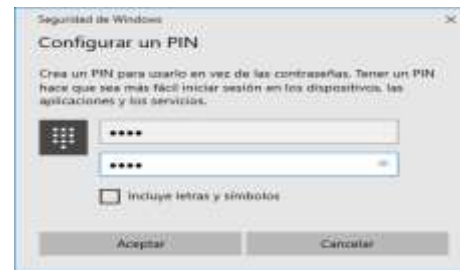 Seguridad de Windows
Configurar un PIN
Crea un PIN para usarlo en vez de las contraseñas. Tener un PIN
hace que sea más fácil iniciar sesión en los dispositivos, las
aplicaciones y los servicios.
Incluye letras y símbolos
Aceptar
Cancelar